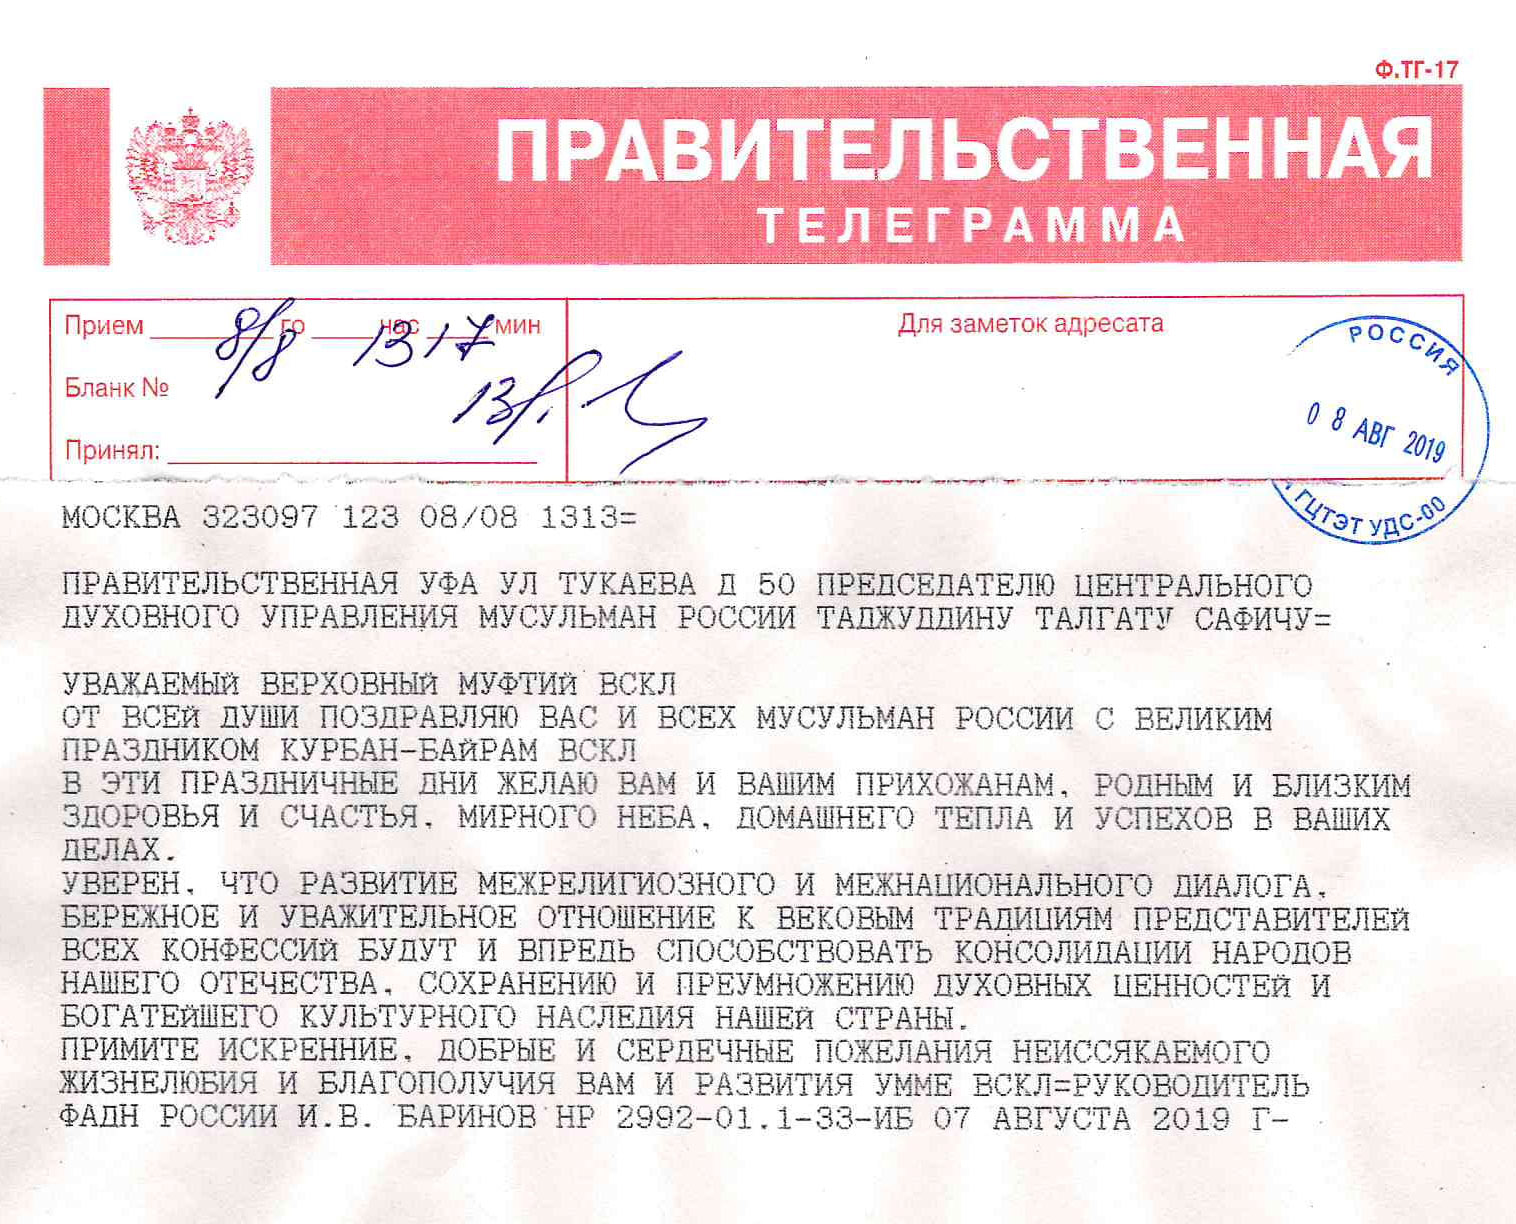 Ф.ТГ-17
ПРАВИТЕЛЬСТВЕННАЯ
ТЕЛЕГРАММА
Прием 8/8 го 13 час 17 мин
Бланк №
Принял:
Для заметок адресата
РОССИЯ
08 АВГ 2019
ГЦТЭТ УДС-00
МОСКВА 323097 123 08/08 1313=
ПРАВИТЕЛЬСТВЕННАЯ УФА УЛ ТУКАЕВА Д 50 ПРЕДСЕДАТЕЛЮ ЦЕНТРАЛЬНОГО
ДУХОВНОГО УПРАВЛЕНИЯ МУСУЛЬМАН РОССИИ ТАДЖУДДИНУ ТАЛГАТУ САФИЧУ=
УВАЖАЕМЫЙ ВЕРХОВНЫЙ МУФТИЙ ВСКЛ
ОТ ВСЕЙ ДУШИ ПОЗДРАВЛЯЮ ВАС И ВСЕХ МУСУЛЬМАН РОССИИ С ВЕЛИКИМ
ПРАЗДНИКОМ КУРБАН-БАЙРАМ ВСКЛ
В ЭТИ ПРАЗДНИЧНЫЕ ДНИ ЖЕЛАЮ ВАМ И ВАШИМ ПРИХОЖАНАМ, РОДНЫМ И БЛИЗКИМ
ЗДОРОВЬЯ И СЧАСТЬЯ, МИРНОГО НЕБА, ДОМАШНЕГО ТЕПЛА И УСПЕХОВ В ВАШИХ
ДЕЛАХ.
УВЕРЕН, ЧТО РАЗВИТИЕ МЕЖРЕЛИГИОЗНОГО И МЕЖНАЦИОНАЛЬНОГО ДИАЛОГА,
БЕРЕЖНОЕ И УВАЖИТЕЛЬНОЕ ОТНОШЕНИЕ К ВЕКОВЫМ ТРАДИЦИЯМ ПРЕДСТАВИТЕЛЕЙ
ВСЕХ КОНФЕССИЙ БУДУТ И ВПРЕДЬ СПОСОБСТВОВАТЬ КОНСОЛИДАЦИИ НАРОДОВ
НАШЕГО ОТЕЧЕСТВА, СОХРАНЕНИЮ И ПРЕУМНОЖЕНИЮ ДУХОВНЫХ ЦЕННОСТЕЙ И
БОГАТЕЙШЕГО КУЛЬТУРНОГО НАСЛЕДИЯ НАШЕЙ СТРАНЫ.
ПРИМИТЕ ИСКРЕННИЕ, ДОБРЫЕ И СЕРДЕЧНЫЕ ПОЖЕЛАНИЯ НЕИССЯКАЕМОГО
ЖИЗНЕЛЮБИЯ И БЛАГОПОЛУЧИЯ ВАМ И РАЗВИТИЯ УММЕ ВСКЛ=РУКОВОДИТЕЛЬ
ФАДН РОССИИ И.В. БАРИНОВ НР 2992-01.1-33-ИБ 07 АВГУСТА 2019 Г-